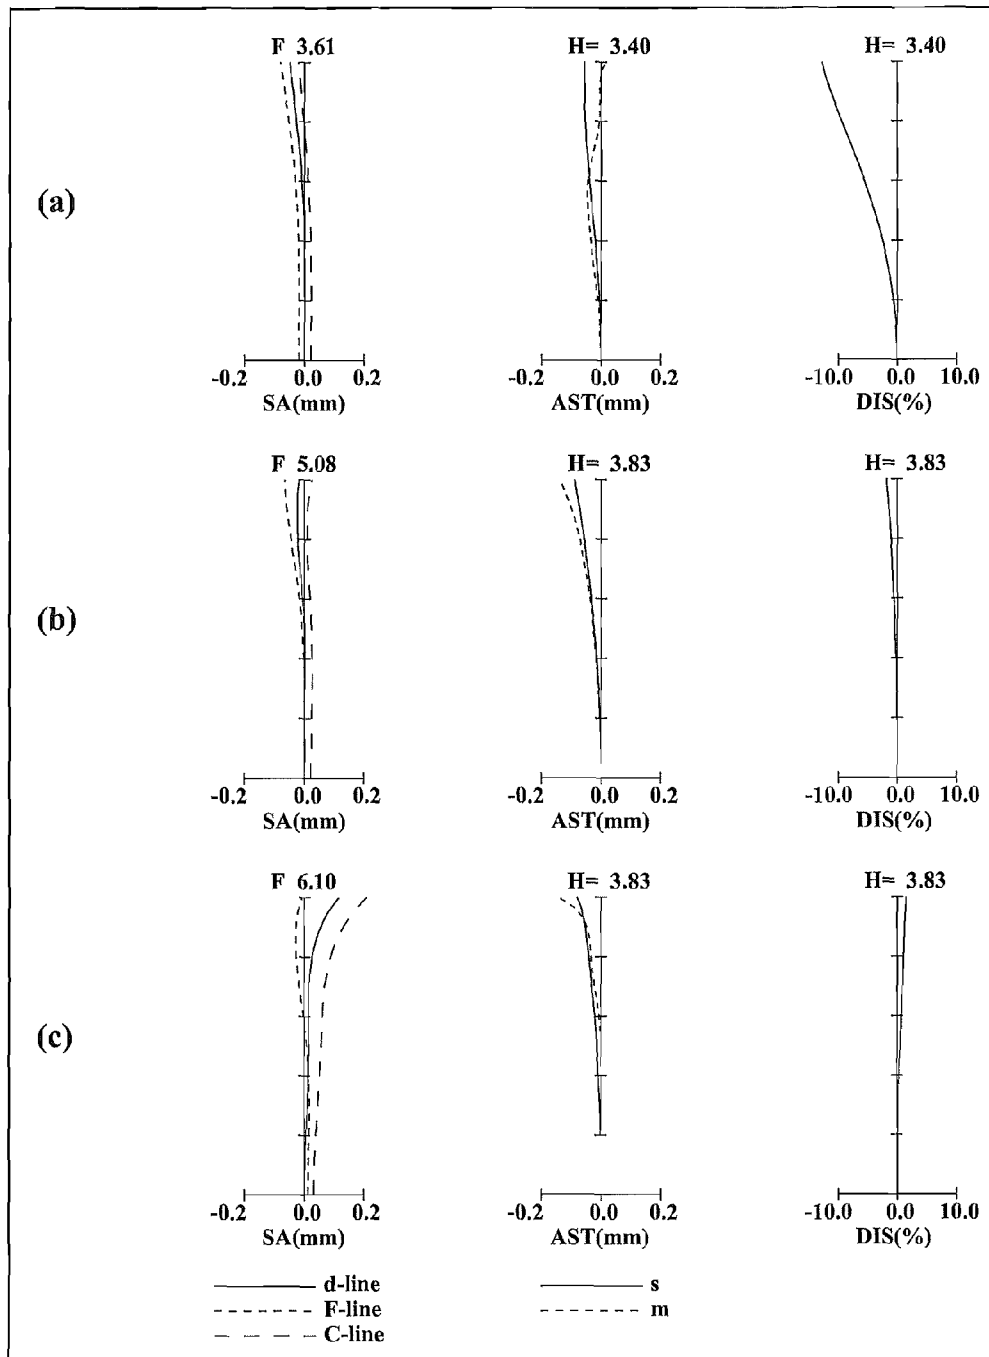 F 3.61
H= 3.40
H= 3.40
(a)
-0.2 0.0 0.2
SA(mm)
-0.2 0.0 0.2
AST(mm)
-10.0 0.0 10.0
DIS(%)
F 5.08
H= 3.83
H= 3.83
(b)
-0.2 0.0 0.2
SA(mm)
-0.2 0.0 0.2
AST(mm)
-10.0 0.0 10.0
DIS(%)
F 6.10
H= 3.83
H= 3.83
(c)
-0.2 0.0 0.2
SA(mm)
-0.2 0.0 0.2
AST(mm)
-10.0 0.0 10.0
DIS(%)
d-line
F-line
C-line
s
m